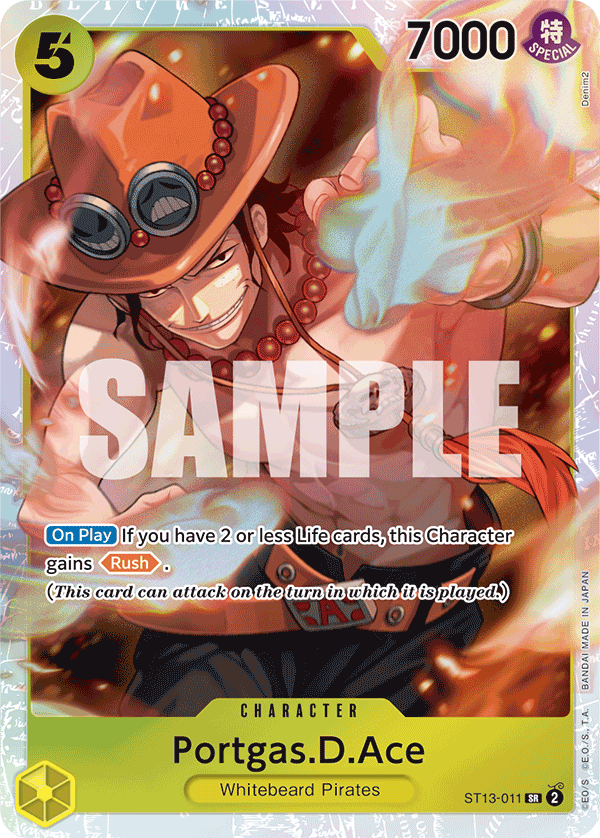 5
7000
特
SPECIAL
Denim2
SAMPLE
On Play If you have 2 or less Life cards, this Character
gains Rush .
(This card can attack on the turn in which it is played.)
CHARACTER
Portgas.D.Ace
Whitebeard Pirates
ST13-011 SR 2
©E.O./S, T.A. BANDAI MADE IN JAPAN
©EO/S